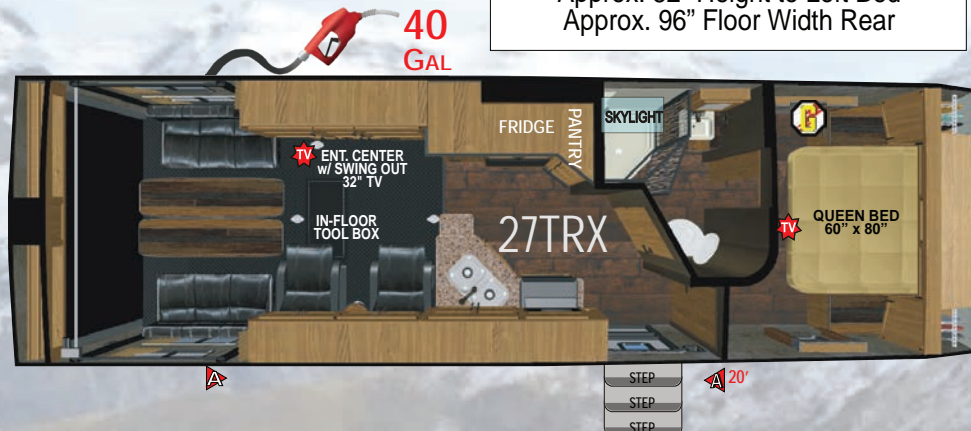 40
GAL
Approx. 96" Floor Width Rear
FRIDGE
PANTRY
SKYLIGHT
TV
ENT. CENTER
w/ SWING OUT
32" TV
IN-FLOOR
TOOL BOX
27TRX
TV
QUEEN BED
60" x 80"
A
A
20'
STEP
STEP
STEP